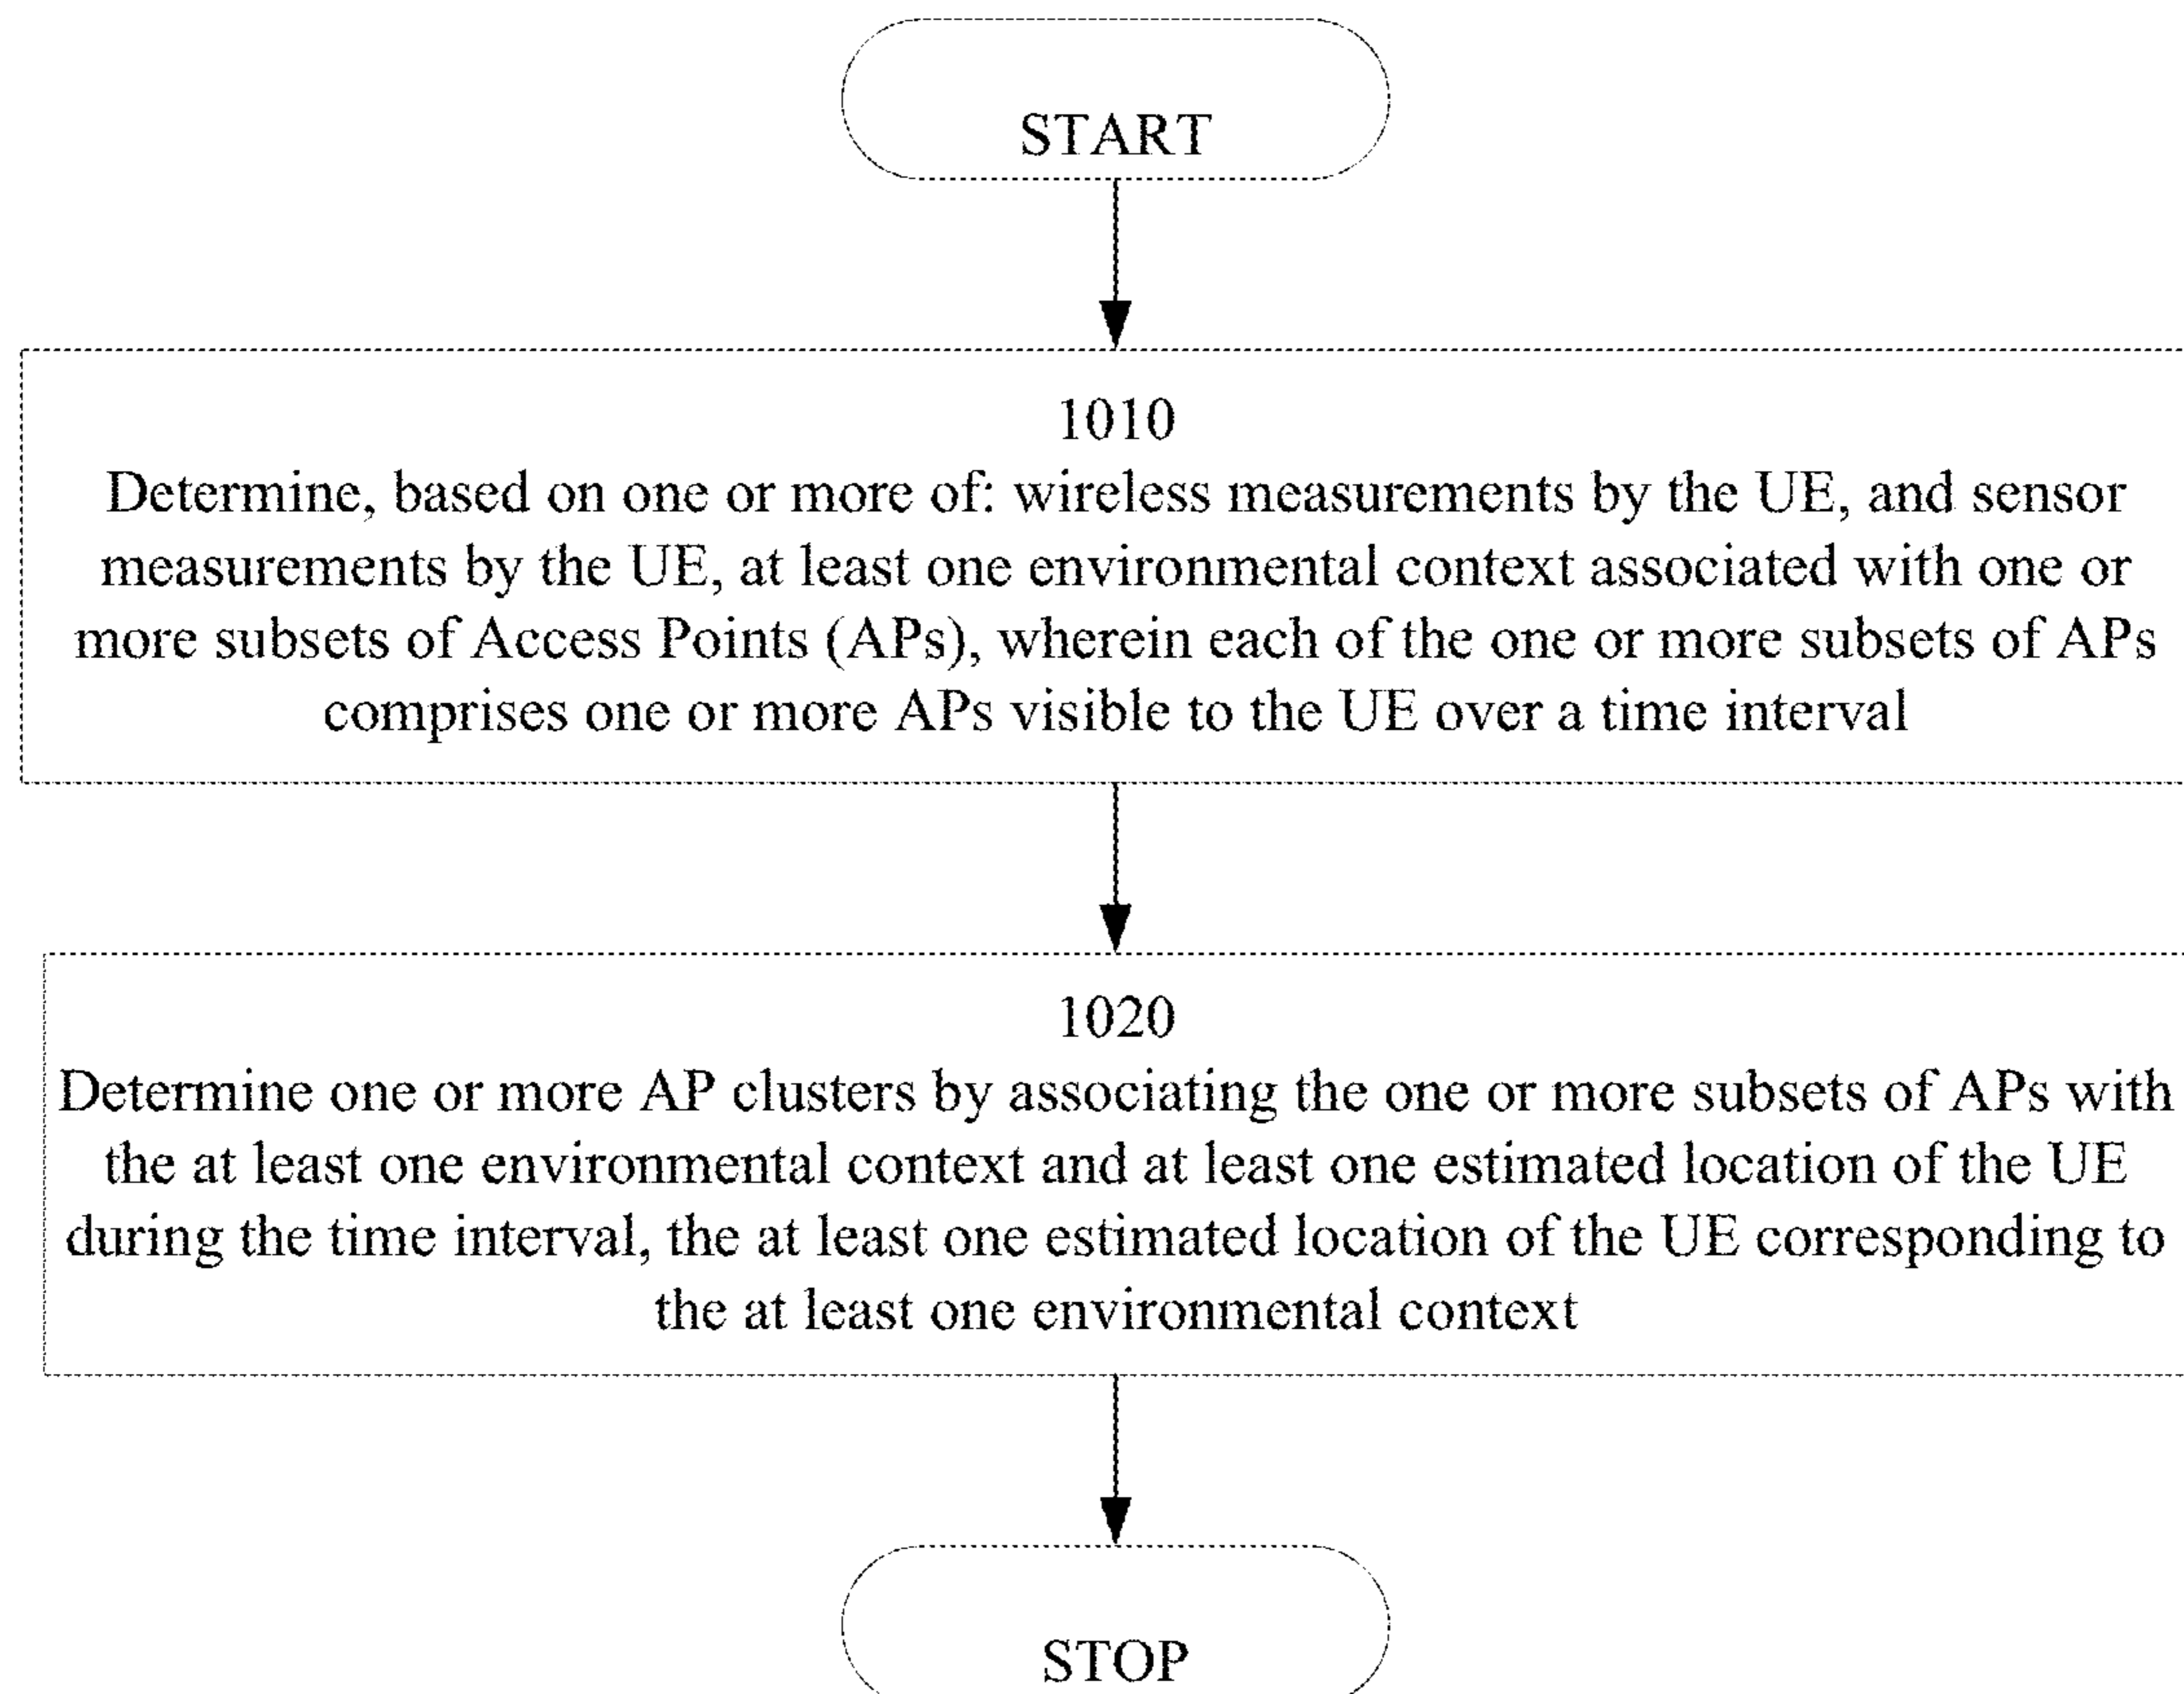 START
1010
Determine, based on one or more of: wireless measurements by the UE, and sensor
measurements by the UE, at least one environmental context associated with one or
more subsets of Access Points (APs), wherein each of the one or more subsets of APs
comprises one or more APs visible to the UE over a time interval
1020
Determine one or more AP clusters by associating the one or more subsets of APs with
the at least one environmental context and at least one estimated location of the UE
during the time interval, the at least one estimated location of the UE corresponding to
the at least one environmental context
STOP